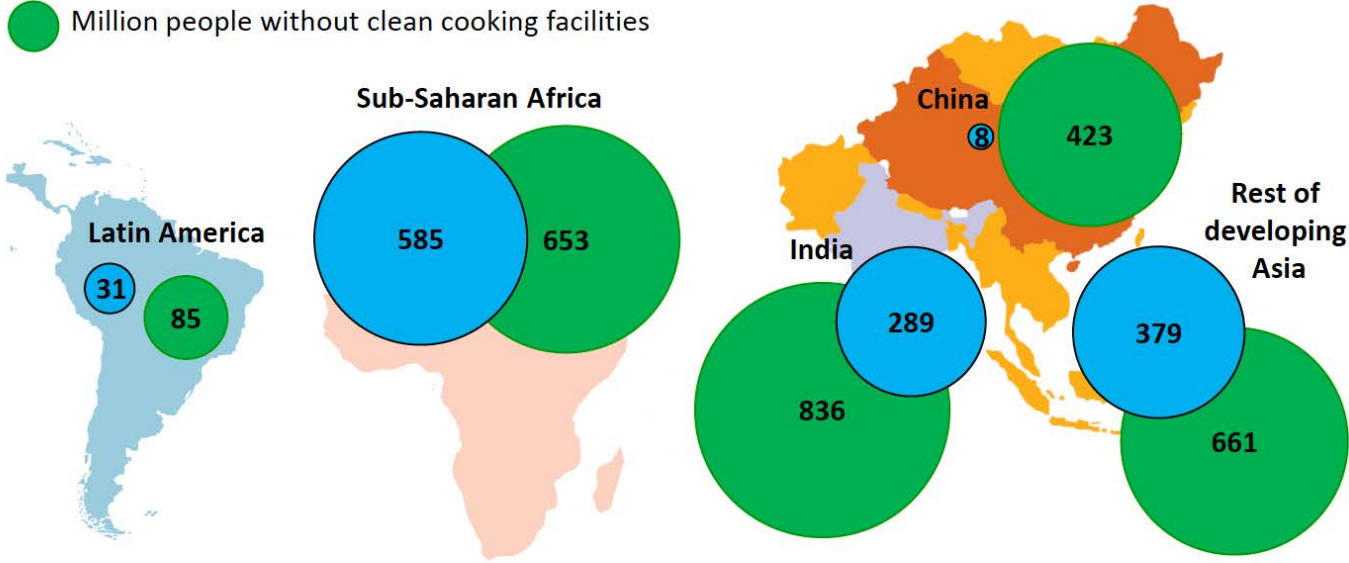 Million people without clean cooking facilities
Sub-Saharan Africa
585
653
Latin America
31
85
China
8
423
India
289
836
Rest of
developing
Asia
379
661